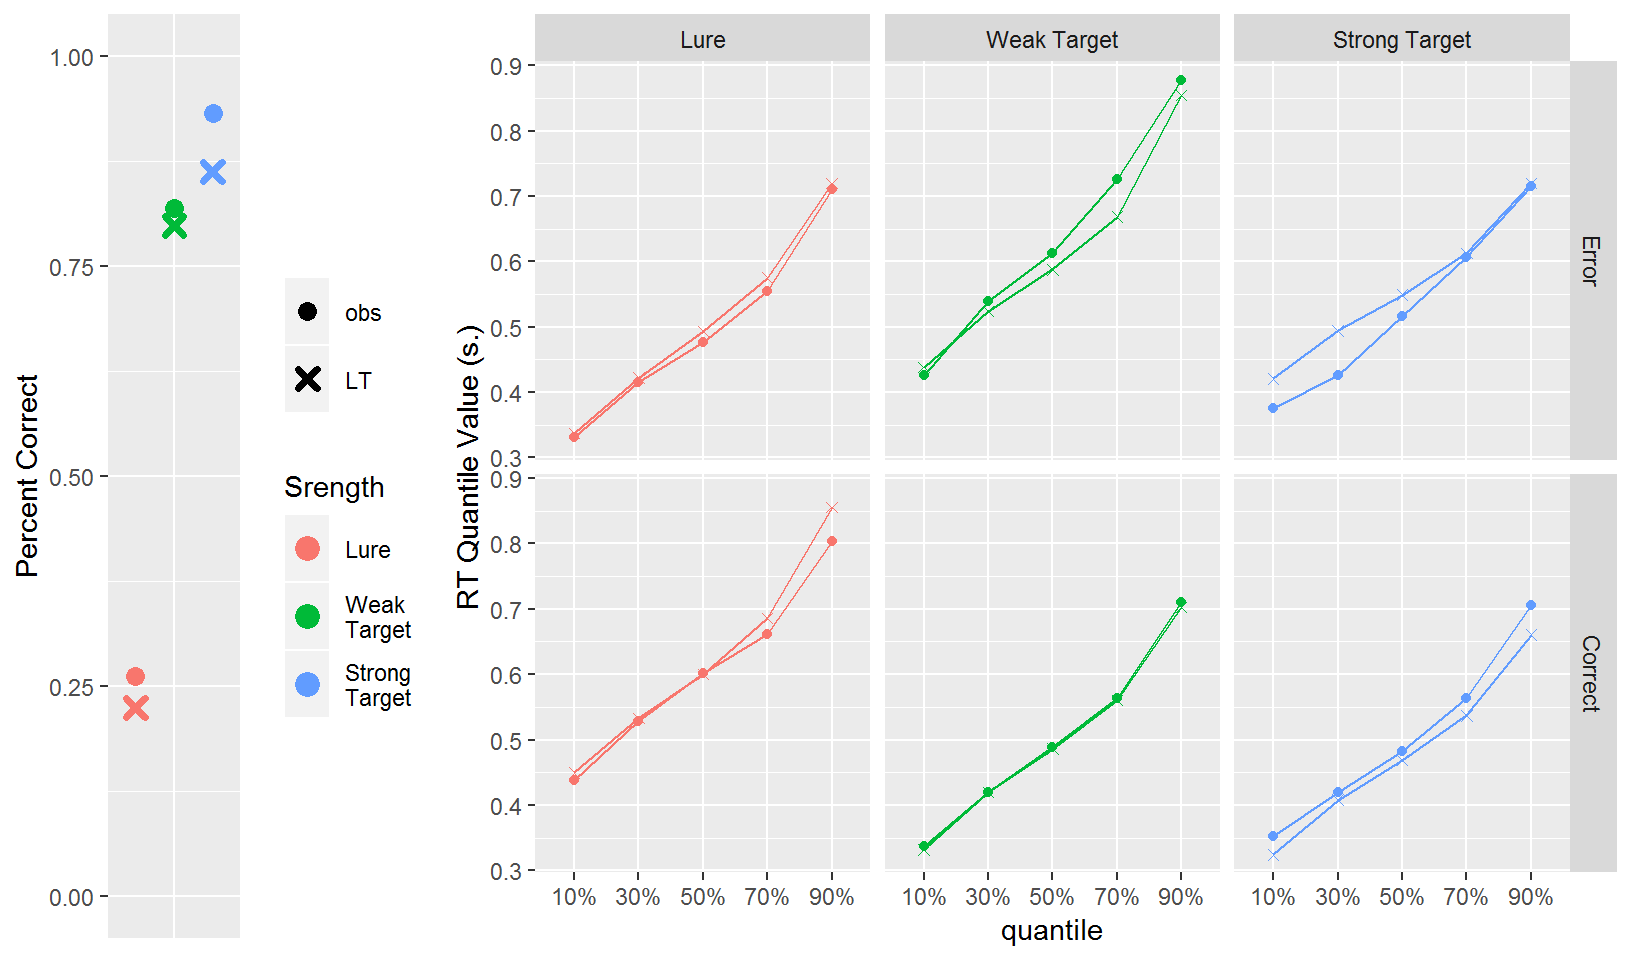 Percent Correct
1.00
0.75
0.50
0.25
0.00
obs
LT
Srength
Lure
Weak
Target
Strong
Target
RT Quantile Value (s.)
Lure
Weak Target
Strong Target
0.9
0.8
0.7
0.6
0.5
0.4
0.3
Error
0.9
0.8
0.7
0.6
0.5
0.4
0.3
Correct
10% 30% 50% 70% 90%
10% 30% 50% 70% 90%
10% 30% 50% 70% 90%
quantile